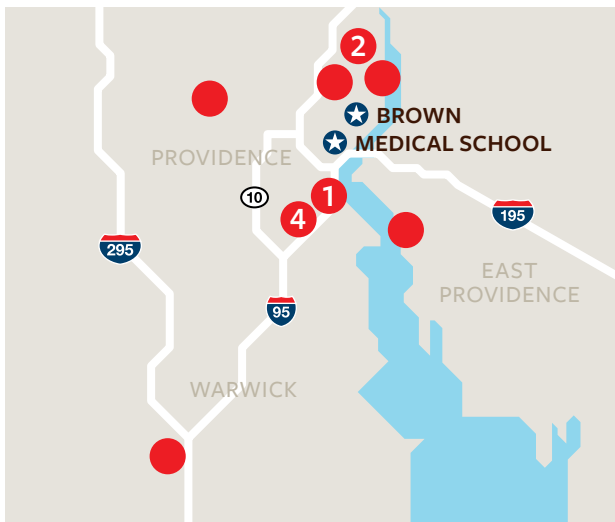 2
BROWN
MEDICAL SCHOOL
PROVIDENCE
10
1
4
195
295
EAST
PROVIDENCE
95
WARWICK